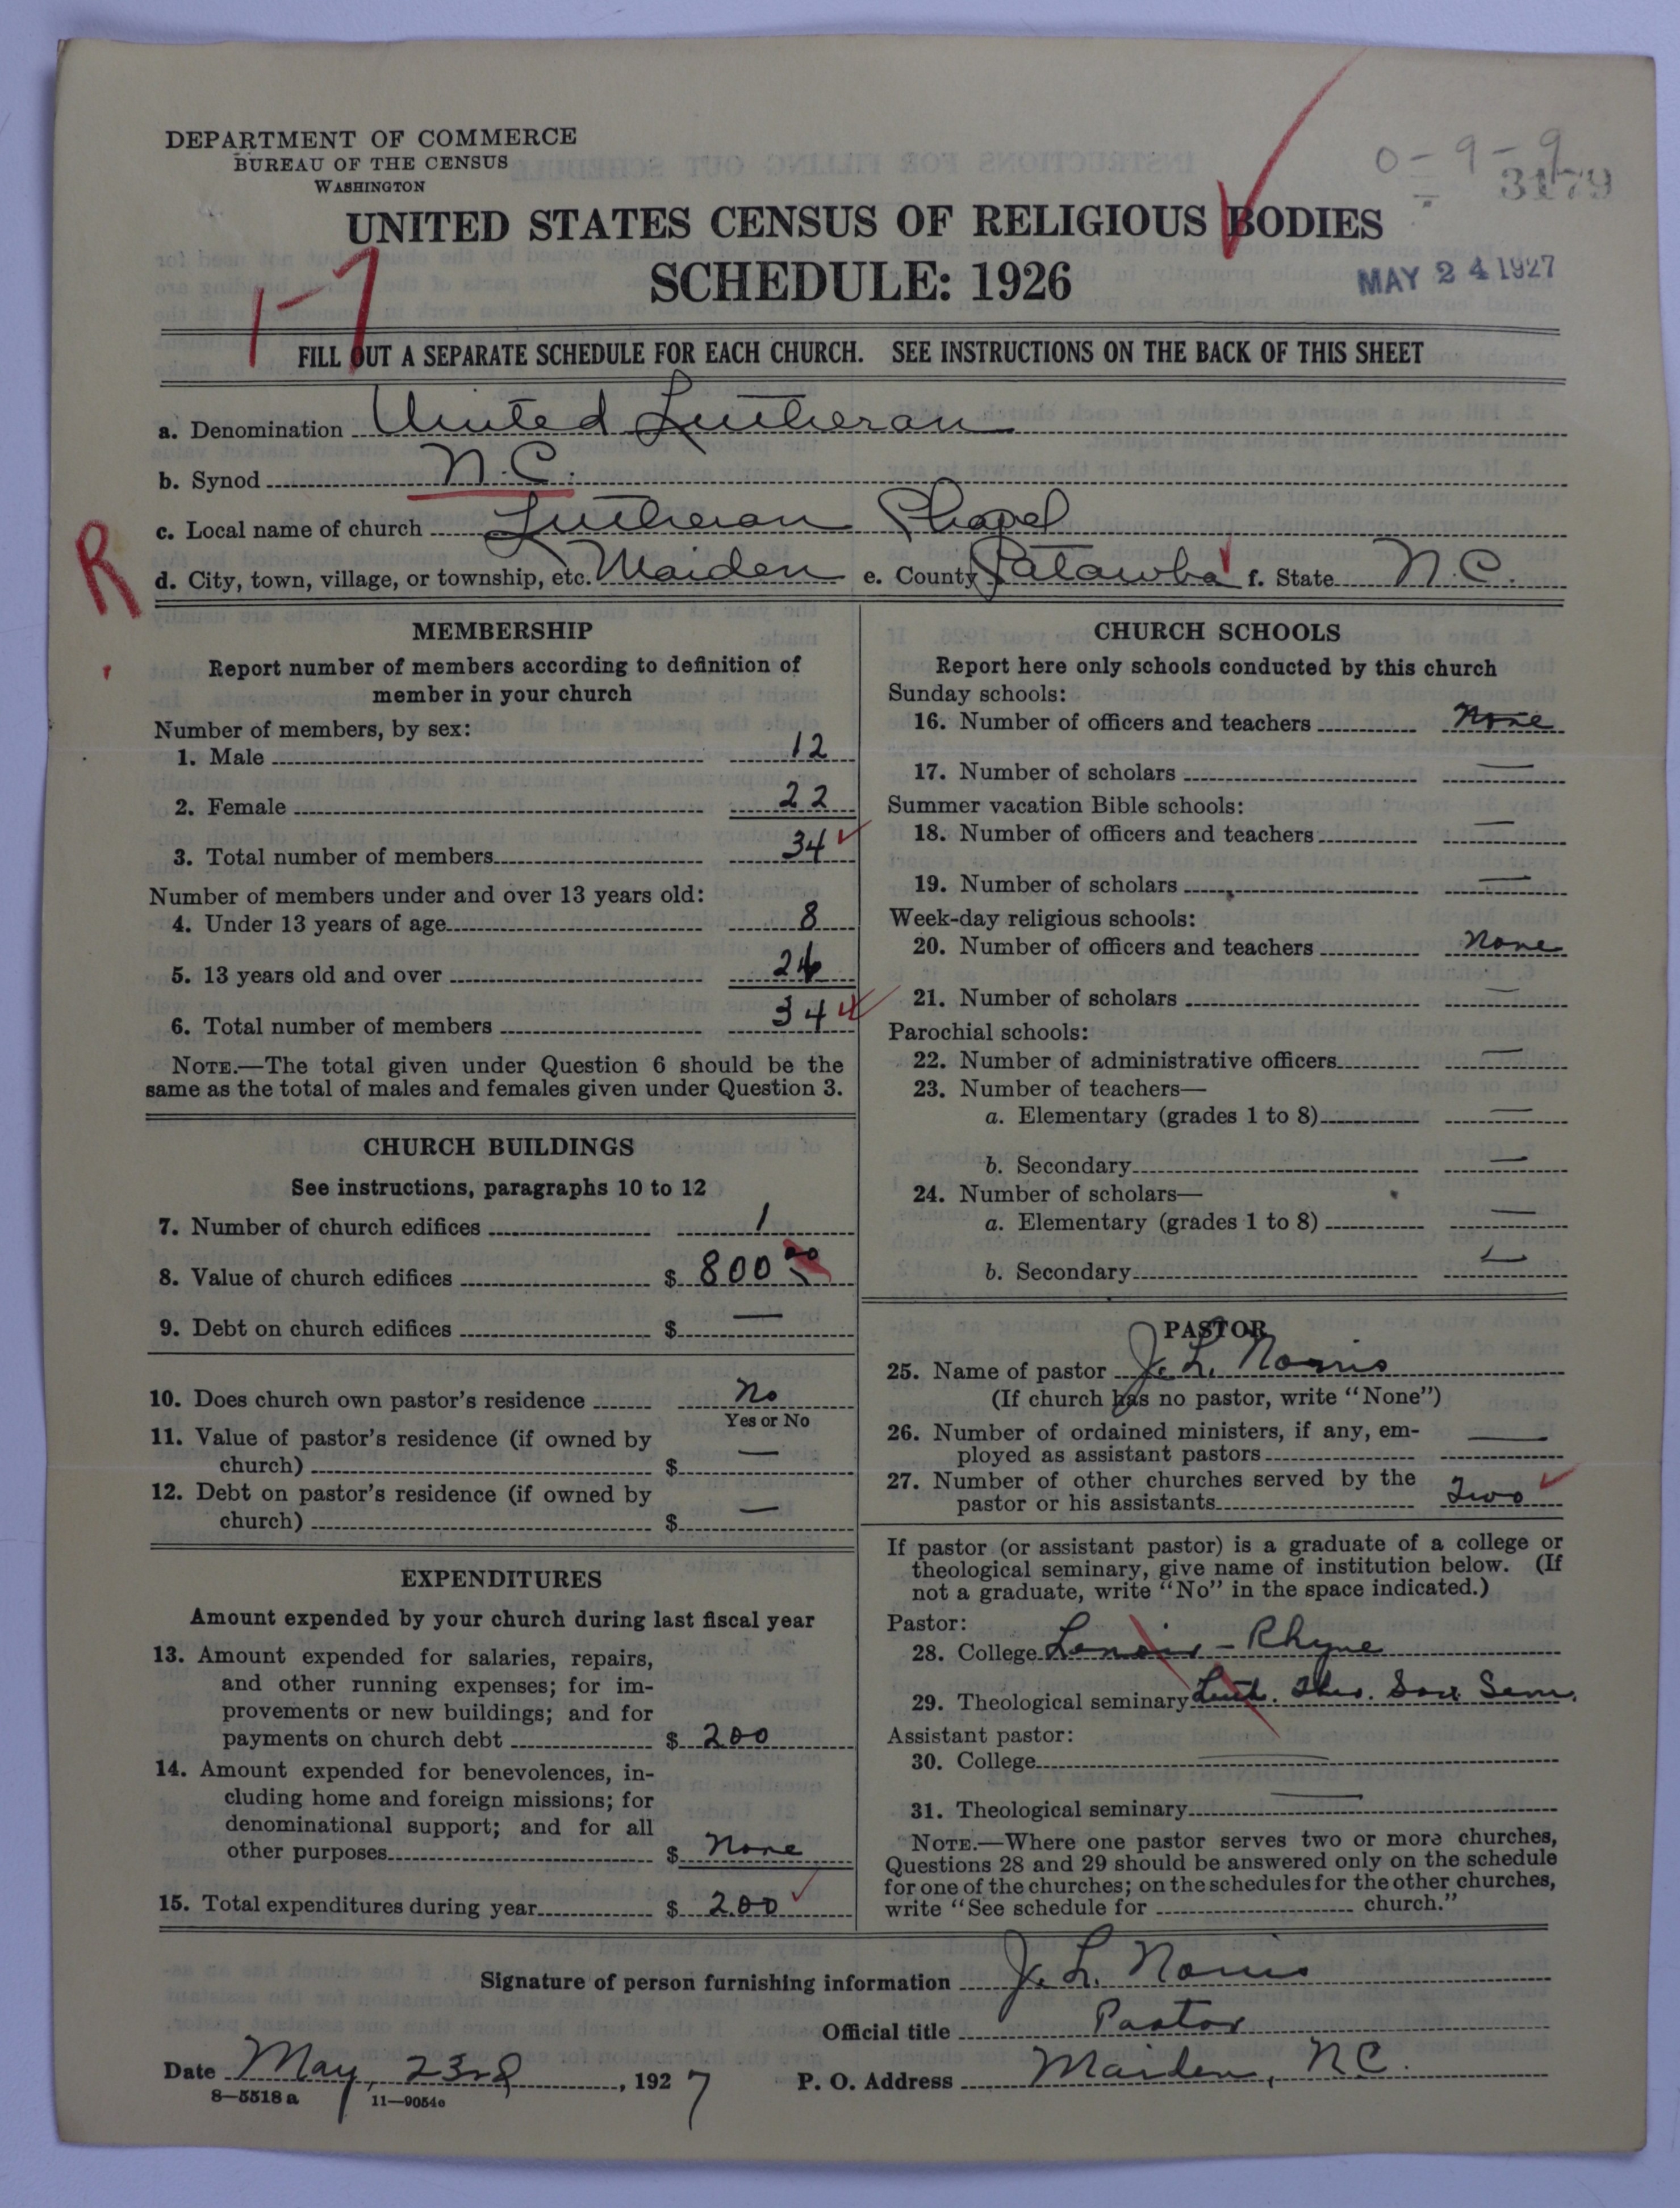 DEPARTMENT OF COMMERCE
BUREAU OF THE CENSUS
WASHINGTON
0-9-9
3179
UNITED STATES CENSUS OF RELIGIOUS BODIES
SCHEDULE: 1926
MAY 24 1927
1-7
FILL OUT A SEPARATE SCHEDULE FOR EACH CHURCH. SEE INSTRUCTIONS ON THE BACK OF THIS SHEET
a. Denomination United Lutheran
b. Synod N.C.
c. Local name of church Lutheran Chapel
R
d. City, town, village, or township, etc. Maiden e. County Catawba f. State N.C.
MEMBERSHIP
Report number of members according to definition of
member in your church
Number of members, by sex:
1. Male 12
2. Female 22
3. Total number of members 34
Number of members under and over 13 years old:
4. Under 13 years of age 8
5. 13 years old and over 26
6. Total number of members 34
NOTE.—The total given under Question 6 should be the
same as the total of males and females given under Question 3.
CHURCH BUILDINGS
See instructions, paragraphs 10 to 12
7. Number of church edifices 1
8. Value of church edifices $ 800 00
9. Debt on church edifices $ —
10. Does church own pastor's residence No
Yes or No
11. Value of pastor's residence (if owned by
church) $ —
12. Debt on pastor's residence (if owned by
church) $ —
EXPENDITURES
Amount expended by your church during last fiscal year
13. Amount expended for salaries, repairs,
and other running expenses; for im-
provements or new buildings; and for
payments on church debt $ 200
14. Amount expended for benevolences, in-
cluding home and foreign missions; for
denominational support; and for all
other purposes $ None
15. Total expenditures during year $ 200
CHURCH SCHOOLS
Report here only schools conducted by this church
Sunday schools:
16. Number of officers and teachers None
17. Number of scholars —
Summer vacation Bible schools:
18. Number of officers and teachers —
19. Number of scholars —
Week-day religious schools:
20. Number of officers and teachers None
21. Number of scholars —
Parochial schools:
22. Number of administrative officers —
23. Number of teachers—
a. Elementary (grades 1 to 8) —
b. Secondary —
24. Number of scholars—
a. Elementary (grades 1 to 8) —
b. Secondary —
PASTOR
25. Name of pastor J. L. Norris
(If church has no pastor, write "None")
26. Number of ordained ministers, if any, em-
ployed as assistant pastors —
27. Number of other churches served by the
pastor or his assistants Two
If pastor (or assistant pastor) is a graduate of a college or
theological seminary, give name of institution below. (If
not a graduate, write "No" in the space indicated.)
Pastor:
28. College Lenoir-Rhyne
29. Theological seminary Luth. Theo. Sou. Sem.
Assistant pastor:
30. College
31. Theological seminary
NOTE.—Where one pastor serves two or more churches,
Questions 28 and 29 should be answered only on the schedule
for one of the churches; on the schedules for the other churches,
write "See schedule for church."
Signature of person furnishing information J. L. Norris
Official title Pastor
Date May, 23rd, 1927 P. O. Address Maiden, N.C.
8-5518 a 11-9054c